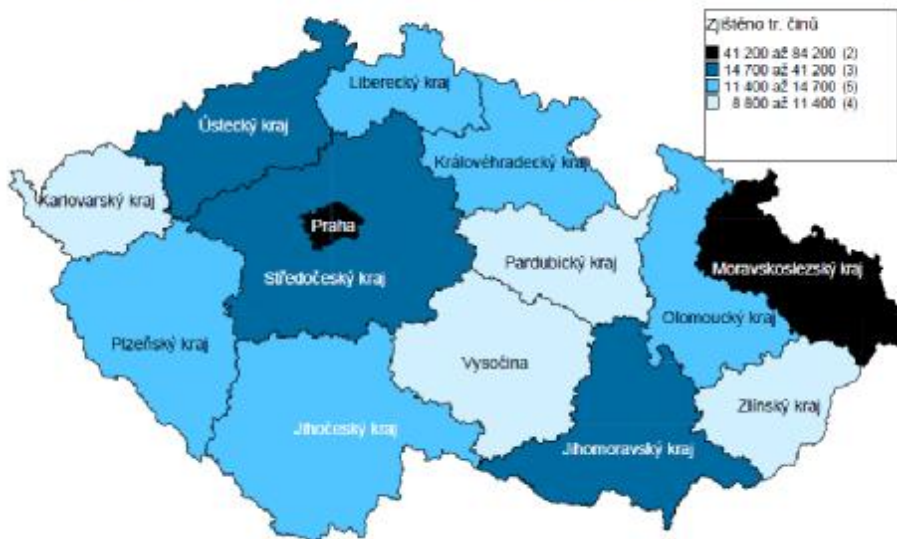 Zjištěno tr. činů
41 200 až 84 200 (2)
14 700 až 41 200 (3)
11 400 až 14 700 (5)
8 800 až 11 400 (4)
Liberecký kraj
Ústecký kraj
Královéhradecký kraj
Karlovarský kraj
Praha
Pardubický kraj
Moravskoslezský kraj
Středočeský kraj
Olomoucký kraj
Plzeňský kraj
Vysočina
Zlínský kraj
Jihočeský kraj
Jihomoravský kraj